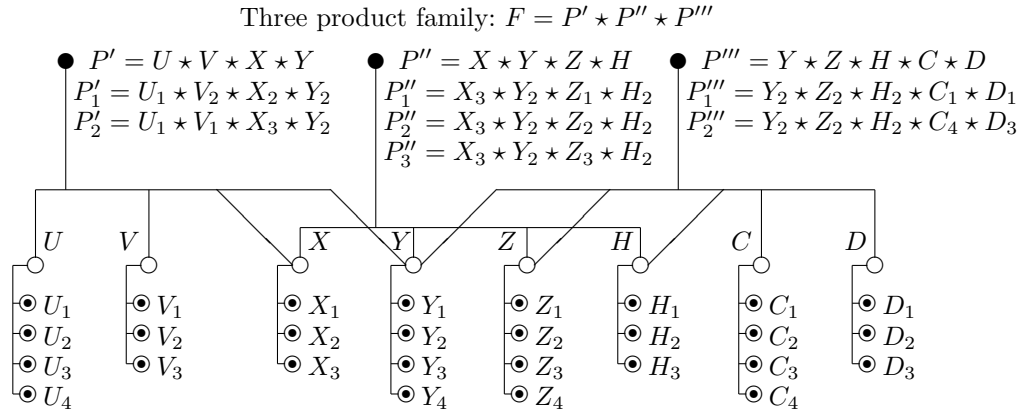 Three product family: F = P′ ⋆ P″ ⋆ P‴
P′ = U ⋆ V ⋆ X ⋆ Y P″ = X ⋆ Y ⋆ Z ⋆ H P‴ = Y ⋆ Z ⋆ H ⋆ C ⋆ D
P′₁ = U₁ ⋆ V₂ ⋆ X₂ ⋆ Y₂ P″₁ = X₃ ⋆ Y₂ ⋆ Z₁ ⋆ H₂ P‴₁ = Y₂ ⋆ Z₂ ⋆ H₂ ⋆ C₁ ⋆ D₁
P′₂ = U₁ ⋆ V₁ ⋆ X₃ ⋆ Y₂ P″₂ = X₃ ⋆ Y₂ ⋆ Z₂ ⋆ H₂ P‴₂ = Y₂ ⋆ Z₂ ⋆ H₂ ⋆ C₄ ⋆ D₃
P″₃ = X₃ ⋆ Y₂ ⋆ Z₃ ⋆ H₂
U V X Y Z H C D
U₁ V₁ X₁ Y₁ Z₁ H₁ C₁ D₁
U₂ V₂ X₂ Y₂ Z₂ H₂ C₂ D₂
U₃ V₃ X₃ Y₃ Z₃ H₃ C₃ D₃
U₄ Y₄ Z₄ C₄